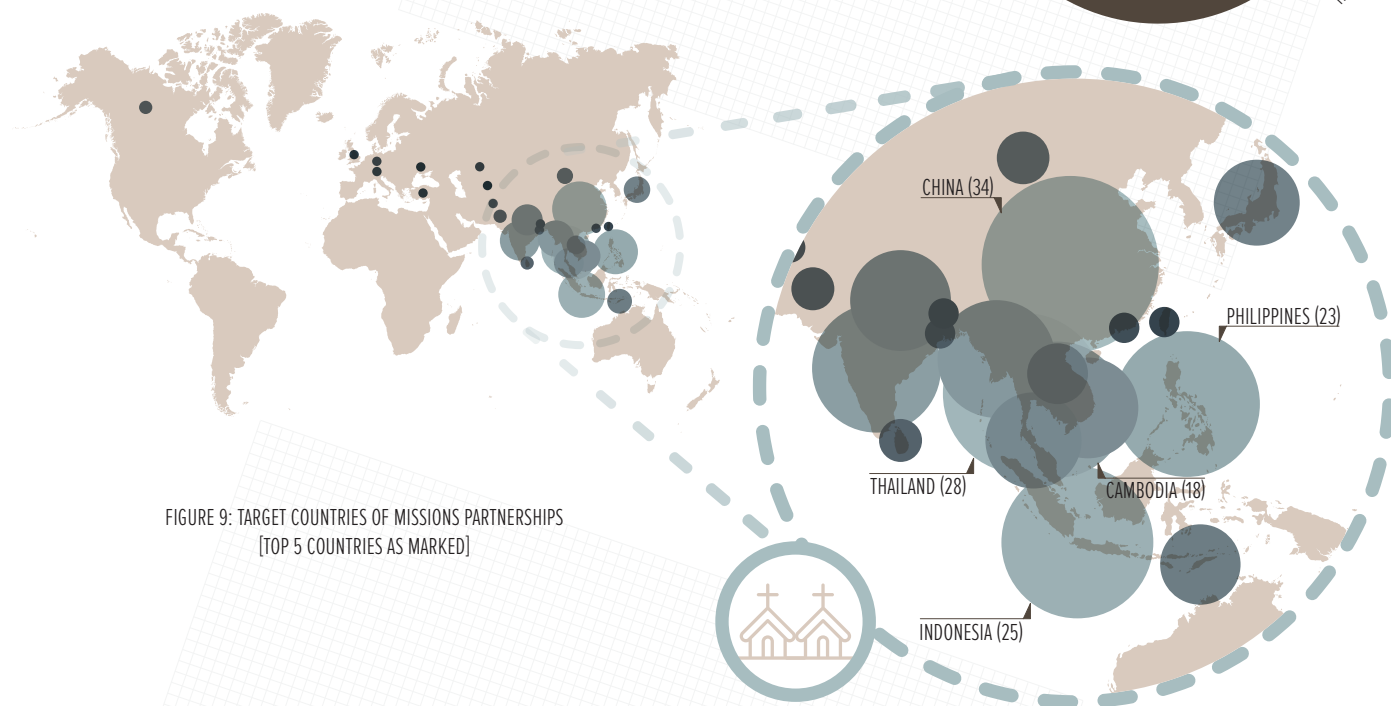 CHINA (34)
PHILIPPINES (23)
THAILAND (28)
CAMBODIA (18)
FIGURE 9: TARGET COUNTRIES OF MISSIONS PARTNERSHIPS
[TOP 5 COUNTRIES AS MARKED]
INDONESIA (25)